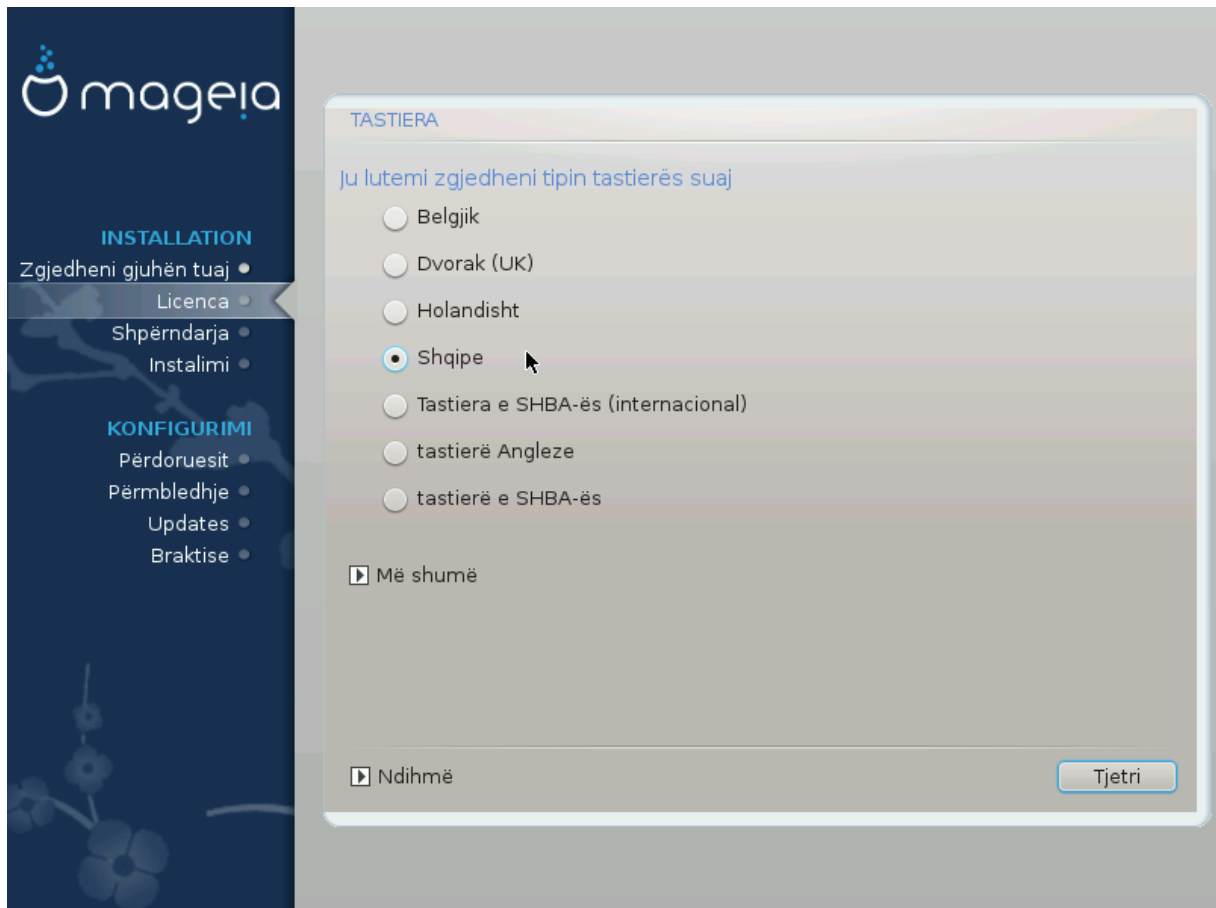 mageia
INSTALLATION
Zgjedheni gjuhën tuaj
Licenca
Shpërndarja
Instalimi
KONFIGURIMI
Përdoruesit
Përmbledhje
Updates
Braktise
TASTIERA
Ju lutemi zgjedheni tipin tastierës suaj
Belgjik
Dvorak (UK)
Holandisht
Shqipe
Tastiera e SHBA-ës (internacional)
tastierë Angleze
tastierë e SHBA-ës
Më shumë
Ndihmë
Tjetri